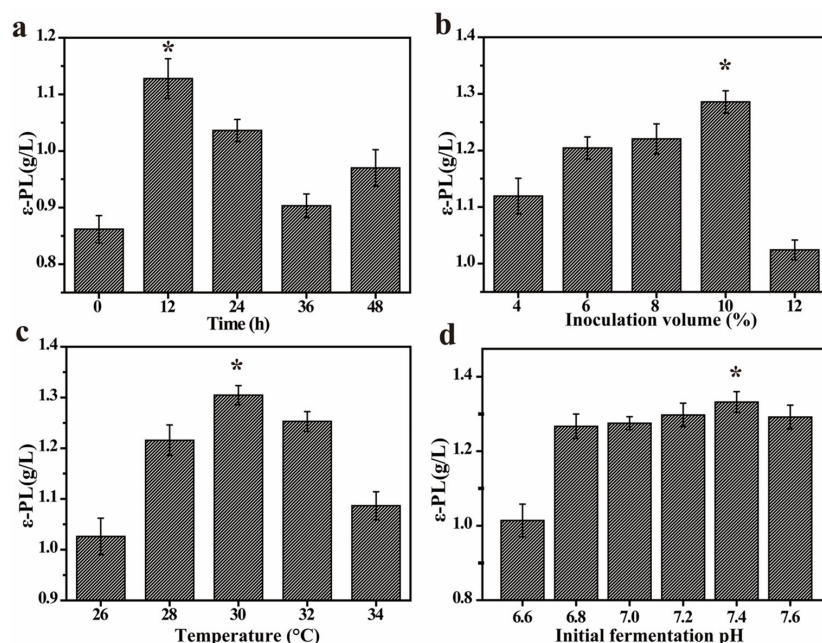 a
*
1.2
1.1
1.0
0.9
0.8
ε-PL(g/L)
0 12 24 36 48
Time (h)
b
*
1.4
1.3
1.2
1.1
1.0
ε-PL(g/L)
4 6 8 10 12
Inoculation volume (%)
c
*
1.4
1.3
1.2
1.1
1.0
0.9
ε-PL(g/L)
26 28 30 32 34
Temperature (°C)
d
*
1.4
1.2
1.0
0.8
ε-PL(g/L)
6.6 6.8 7.0 7.2 7.4 7.6
Initial fermentation pH